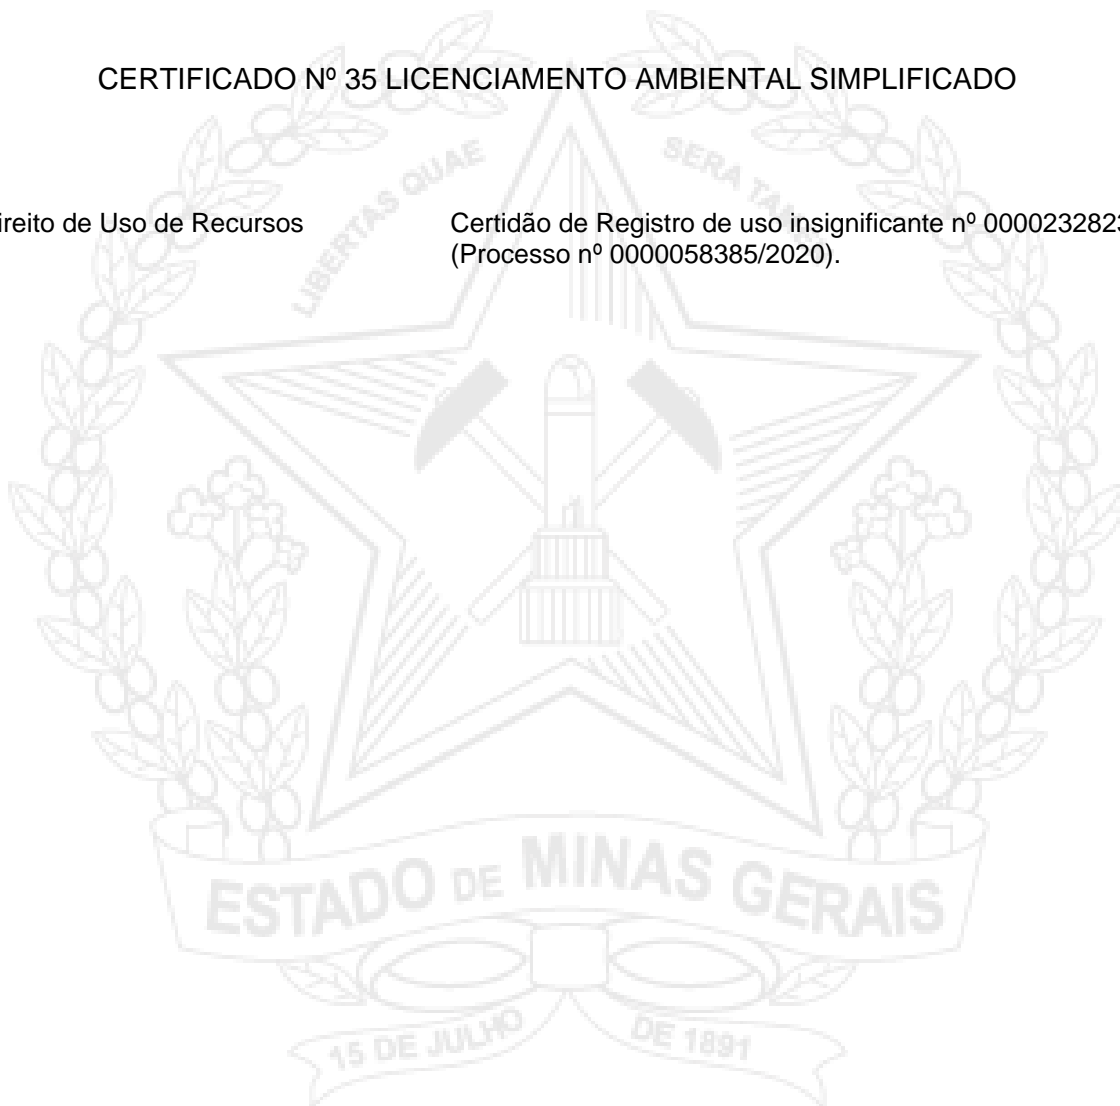 CERTIFICADO Nº 35 LICENCIAMENTO AMBIENTAL SIMPLIFICADO
LIBERTAS QUAE SERA TAMEN
ireito de Uso de Recursos
Certidão de Registro de uso insignificante nº 000023282
(Processo nº 0000058385/2020).
ESTADO DE MINAS GERAIS
15 DE JULHO DE 1891